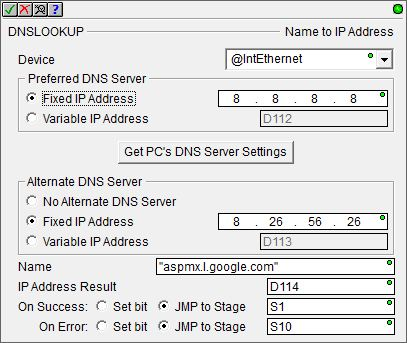 DNSLOOKUP Name to IP Address
Device @IntEthernet
Preferred DNS Server
Fixed IP Address 8 . 8 . 8 . 8
Variable IP Address D112
Get PC's DNS Server Settings
Alternate DNS Server
No Alternate DNS Server
Fixed IP Address 8 . 26 . 56 . 26
Variable IP Address D113
Name "aspmx.l.google.com"
IP Address Result D114
On Success: Set bit JMP to Stage S1
On Error: Set bit JMP to Stage S10